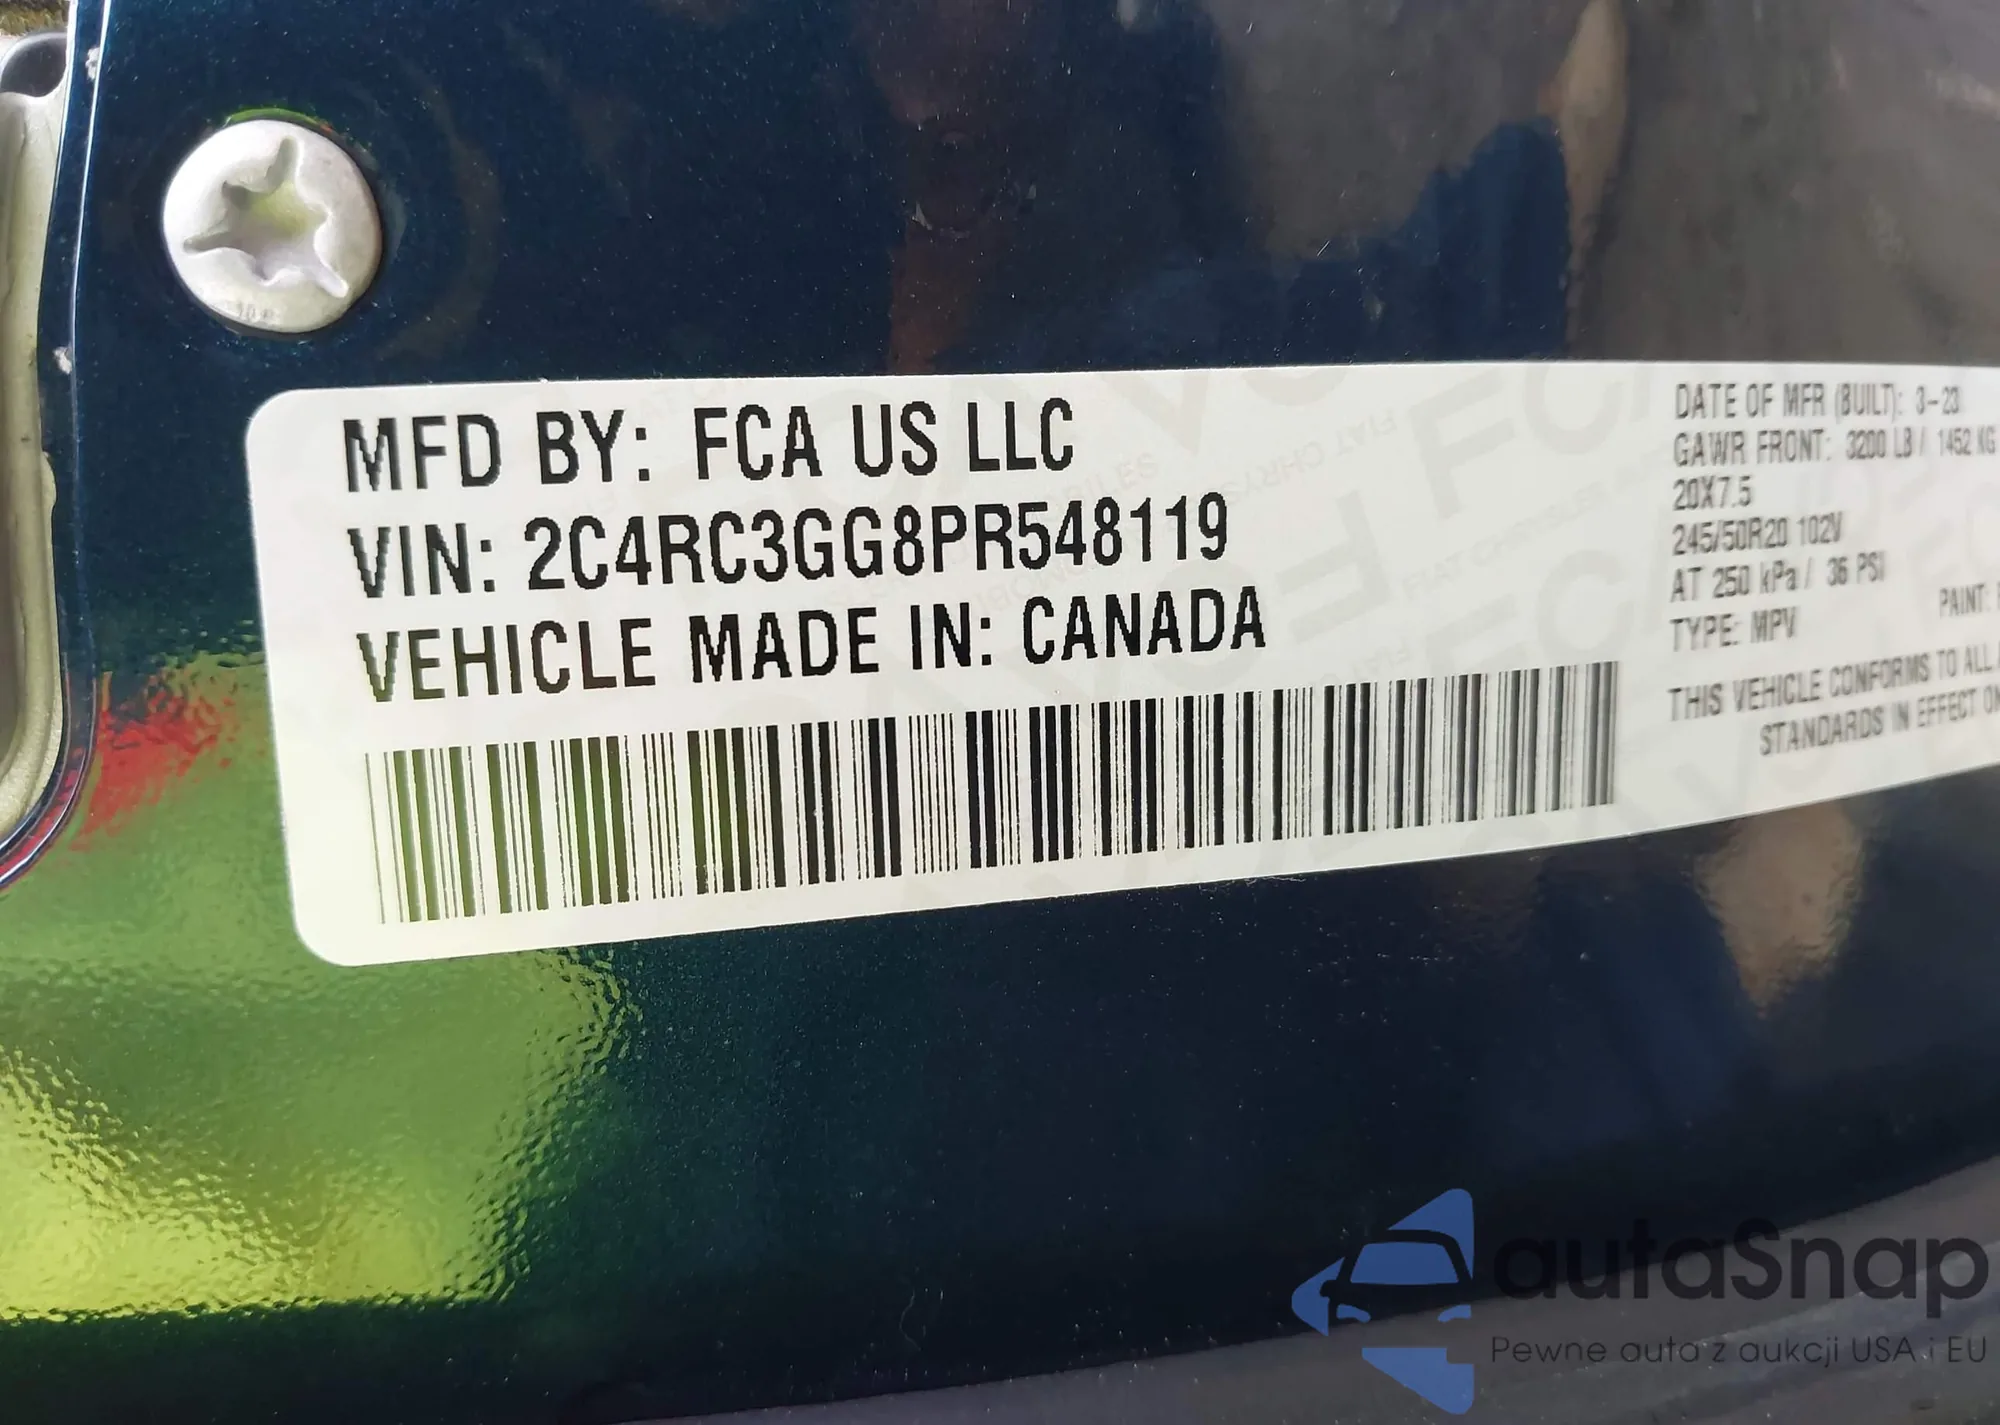 MFD BY: FCA US LLC
VIN: 2C4RC3GG8PR548119
VEHICLE MADE IN: CANADA
DATE OF MFR (BUILT): 3-23
GAWR FRONT: 3200 LB / 1452 KG
20X7.5
245/50R20 102V
AT 250 kPa / 36 PSI
TYPE: MPV
PAINT:
THIS VEHICLE CONFORMS TO ALL
STANDARDS IN EFFECT ON
autaSnap
Pewne auta z aukcji USA i EU